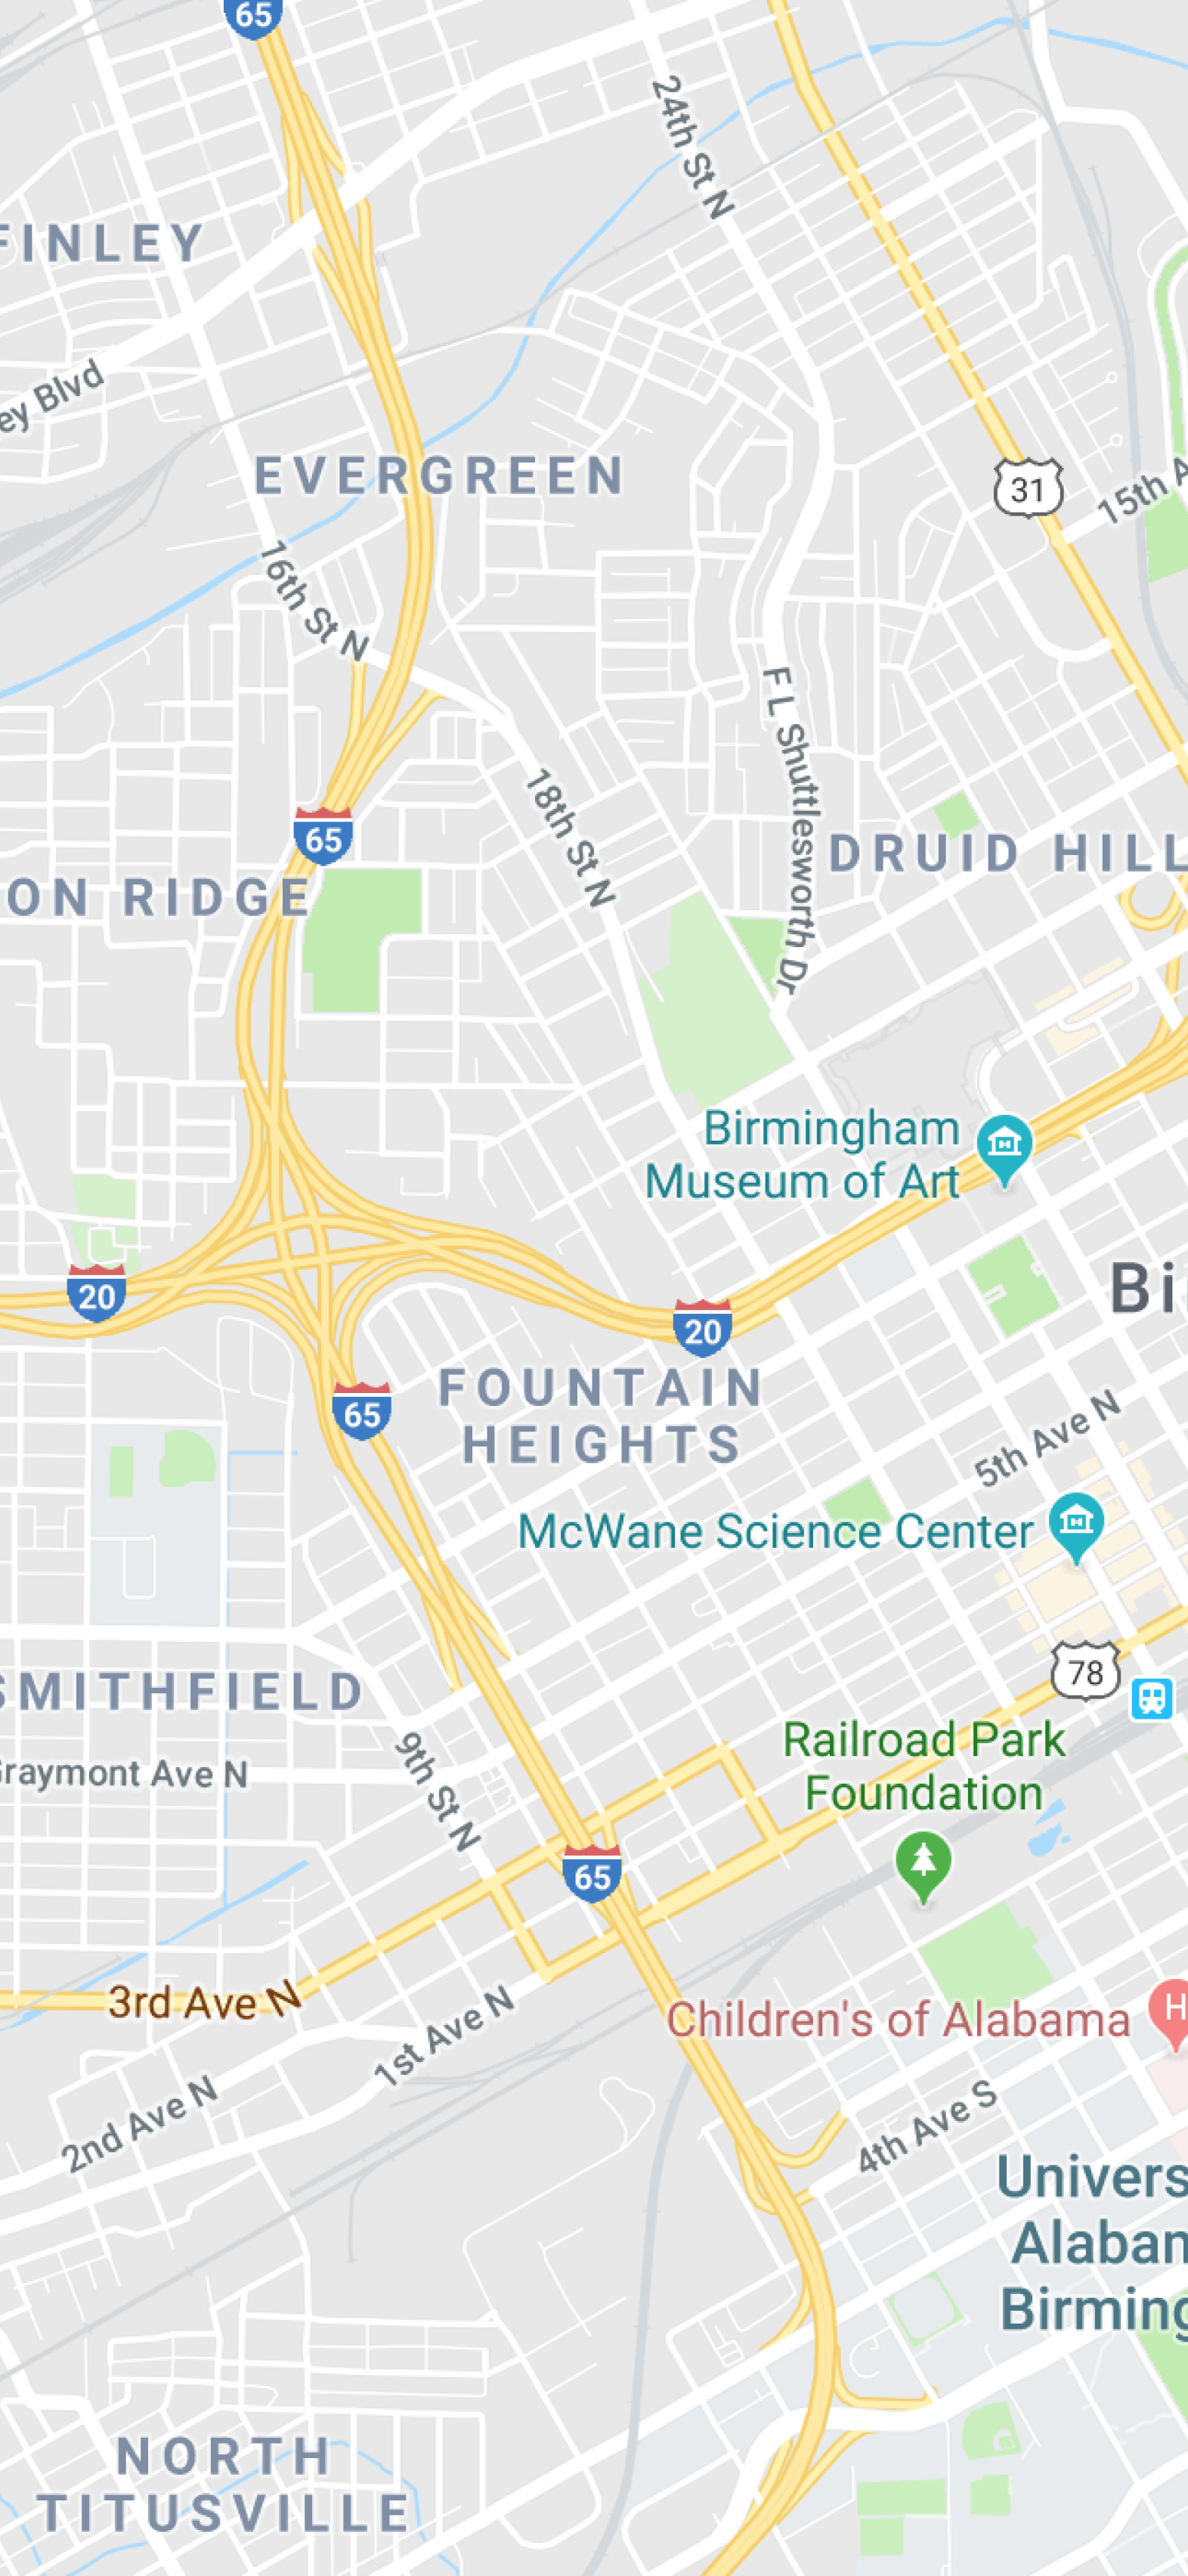 65
24th St N
FINLEY
ey Blvd
EVERGREEN
31
15th A
16th St N
F L Shuttlesworth Dr
18th St N
65
DRUID HILL
ON RIDGE
Birmingham
Museum of Art
20
Bi
20
FOUNTAIN
HEIGHTS
65
5th Ave N
McWane Science Center
78
SMITHFIELD
Railroad Park
Foundation
9th St N
Graymont Ave N
65
3rd Ave N
1st Ave N
Children's of Alabama
H
2nd Ave N
4th Ave S
Univers
Alaban
Birming
NORTH
TITUSVILLE